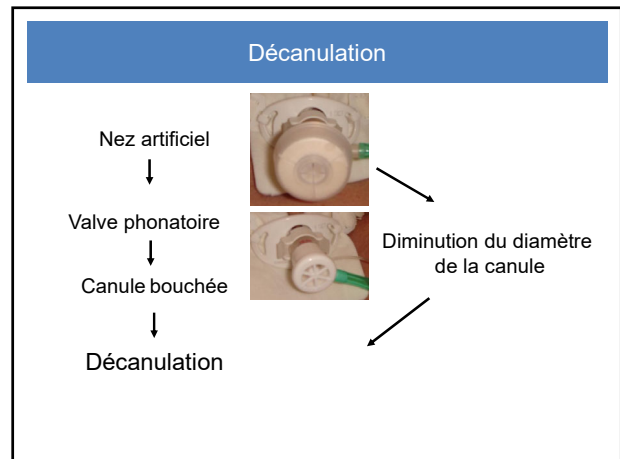 Décanulation
Nez artificiel
Valve phonatoire
Canule bouchée
Décanulation
Diminution du diamètre
de la canule